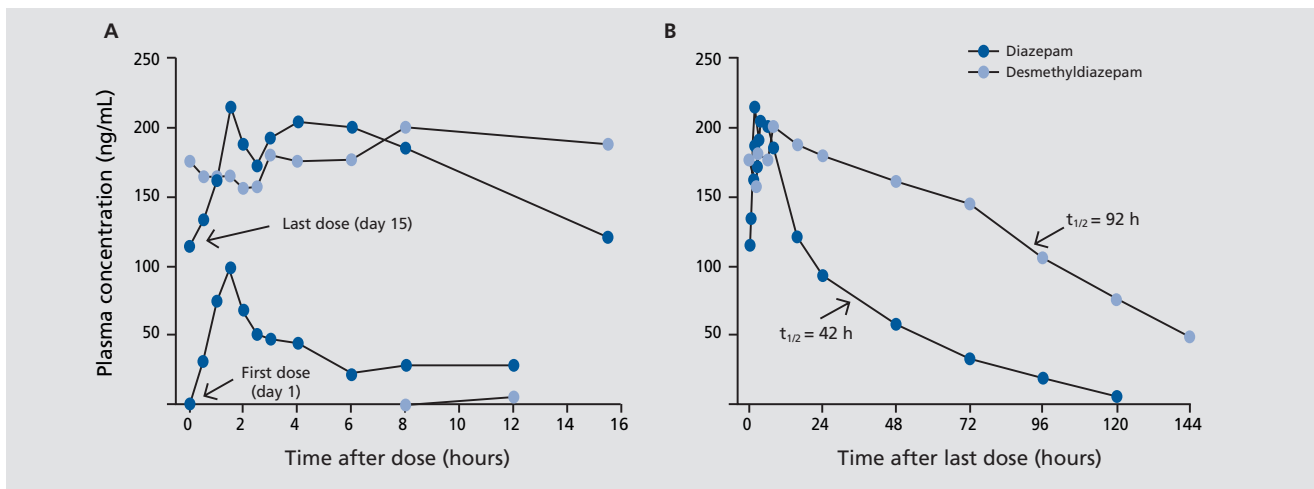 A
B
Diazepam
Desmethyldiazepam
Plasma concentration (ng/mL)
250
200
150
100
50
Last dose (day 15)
First dose
(day 1)
0 2 4 6 8 10 12 14 16
Time after dose (hours)
250
200
150
100
50
t1/2 = 92 h
t1/2 = 42 h
0 24 48 72 96 120 144
Time after last dose (hours)